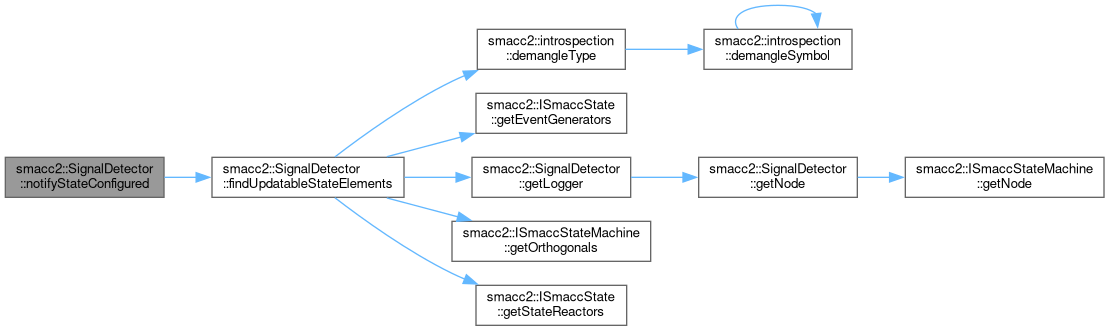 smacc2::SignalDetector
::notifyStateConfigured
smacc2::SignalDetector
::findUpdatableStateElements
smacc2::introspection
::demangleType
smacc2::introspection
::demangleSymbol
smacc2::ISmaccState
::getEventGenerators
smacc2::SignalDetector
::getLogger
smacc2::SignalDetector
::getNode
smacc2::ISmaccStateMachine
::getNode
smacc2::ISmaccStateMachine
::getOrthogonals
smacc2::ISmaccState
::getStateReactors